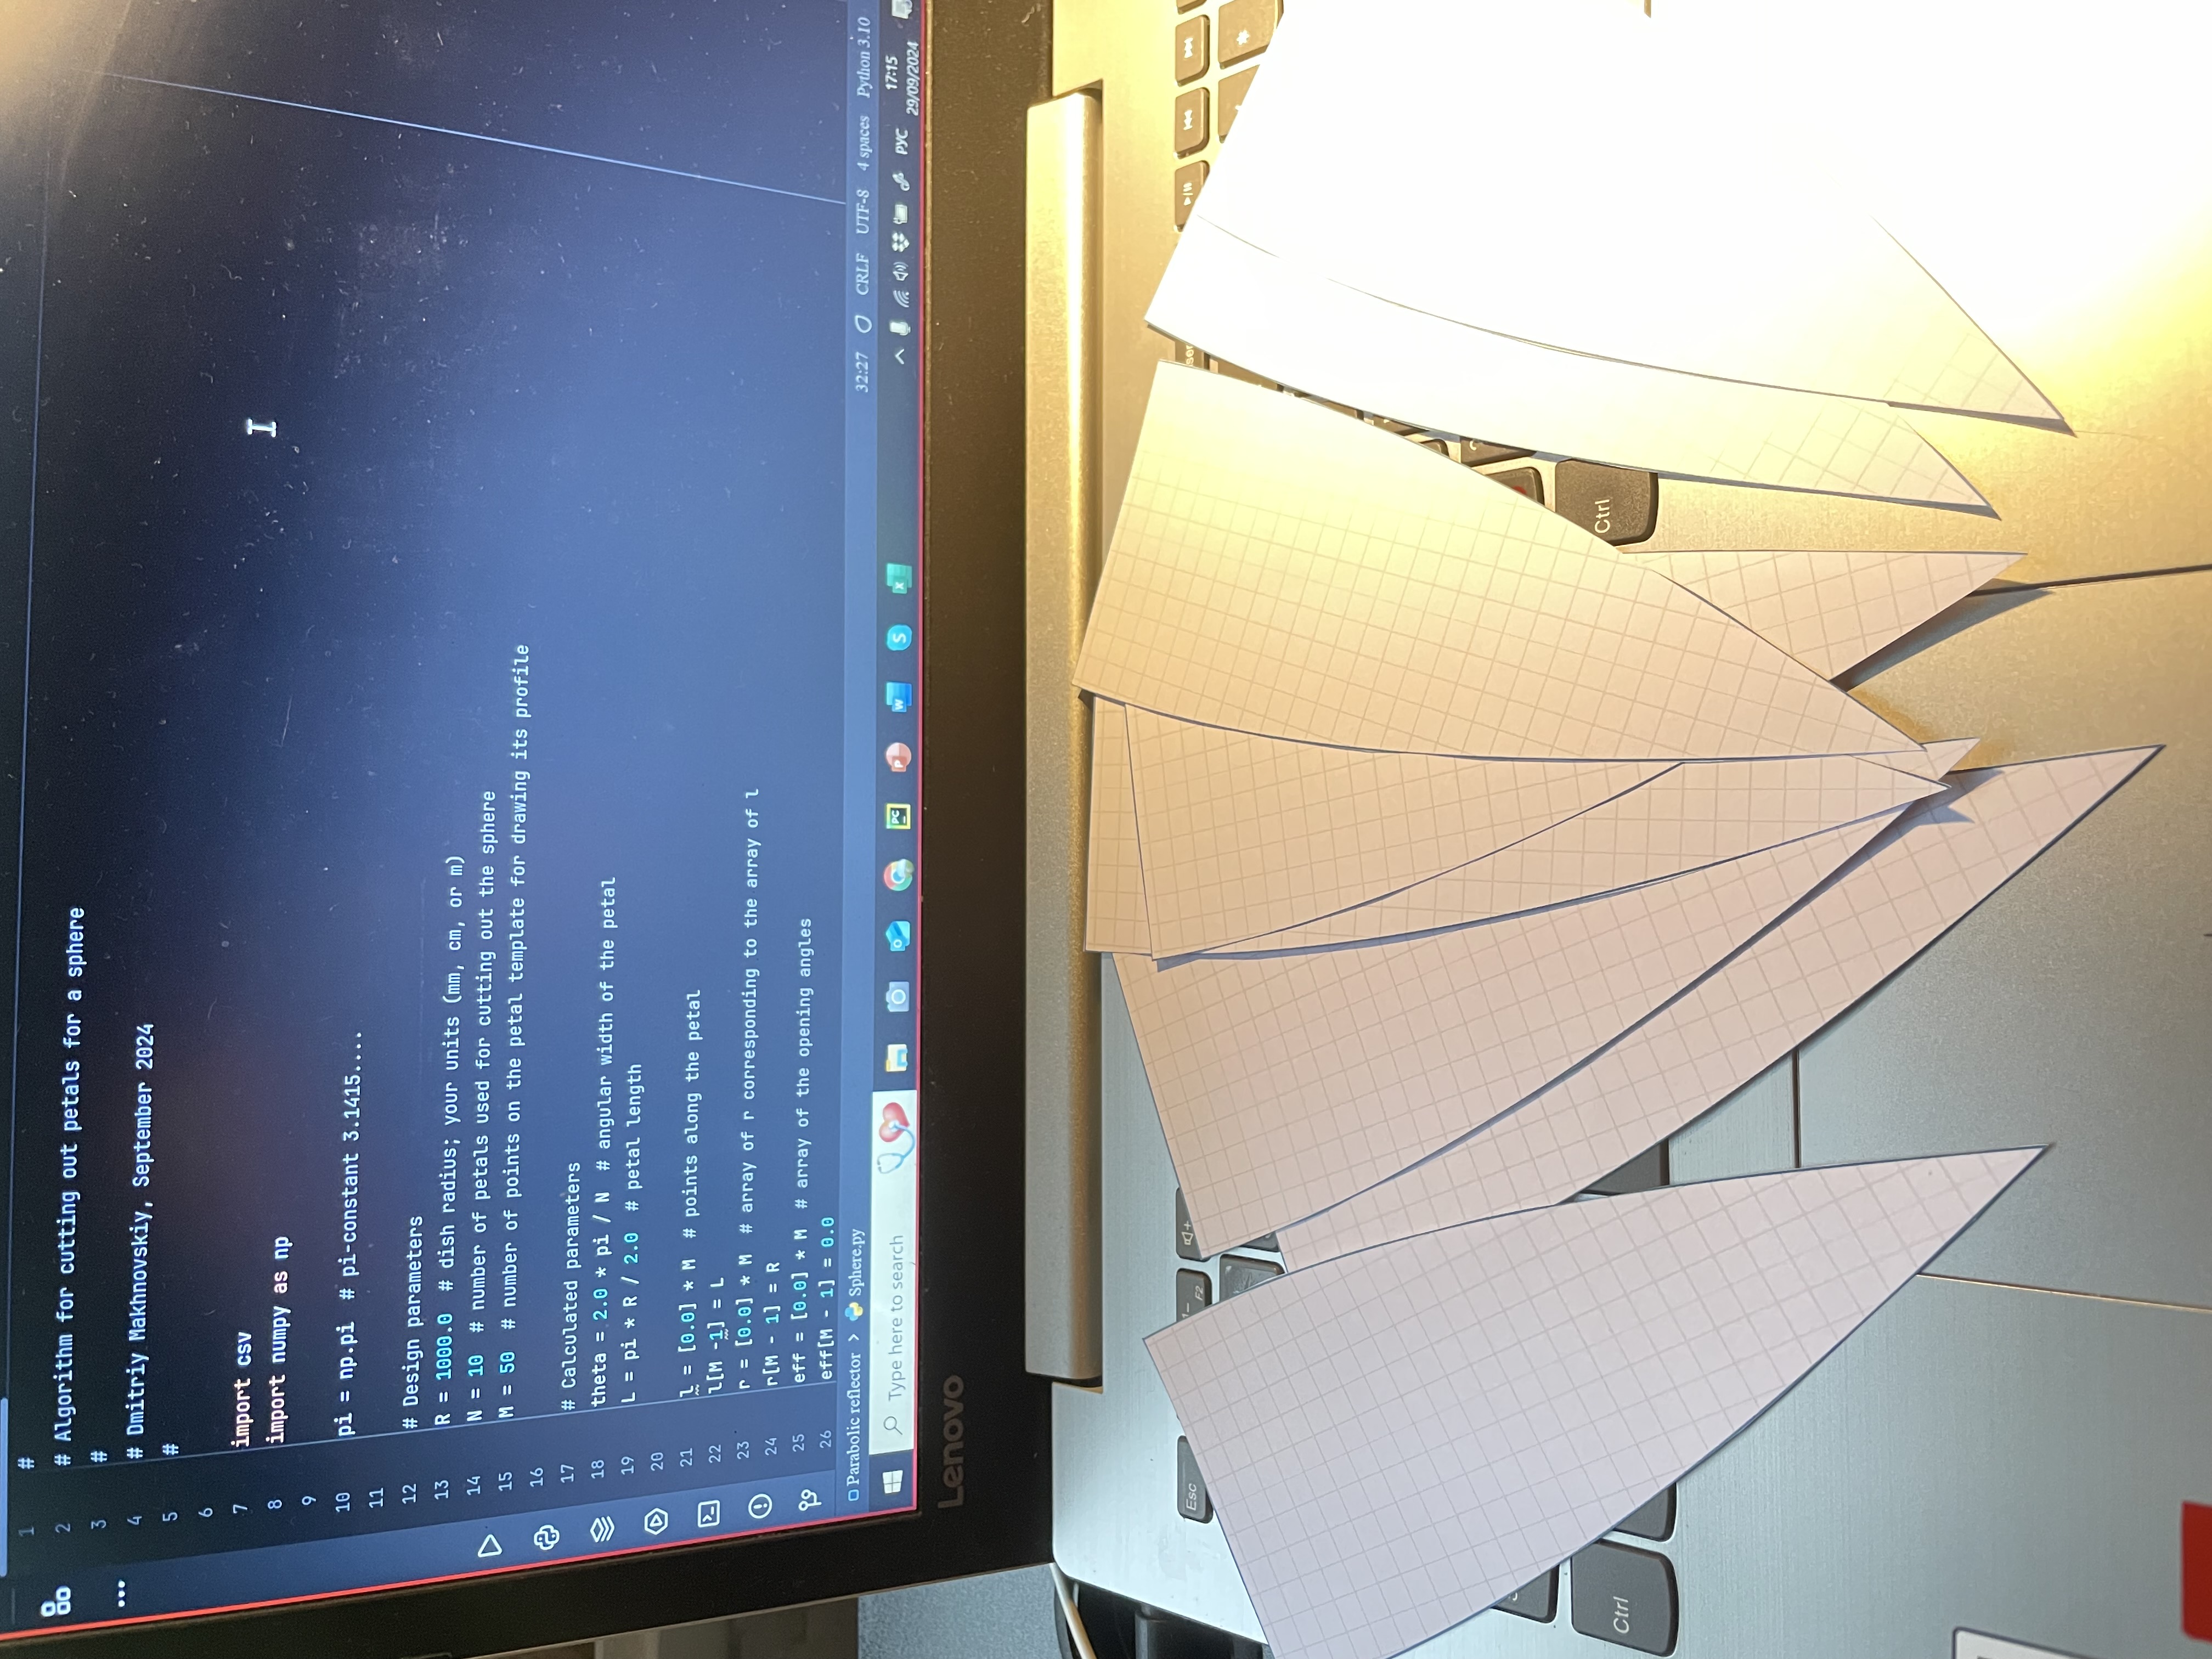 1 #
2 # Algorithm for cutting out petals for a sphere
3 #
4 # Dmitriy Makhnovskiy, September 2024
5 #
6
7 import csv
8 import numpy as np
9
10 pi = np.pi # pi-constant 3.1415....
11
12 # Design parameters
13 R = 1000.0 # dish radius; your units (mm, cm, or m)
14 N = 10 # number of petals used for cutting out the sphere
15 M = 50 # number of points on the petal template for drawing its profile
16
17 # Calculated parameters
18 theta = 2.0 * pi / N # angular width of the petal
19 L = pi * R / 2.0 # petal length
20
21 l = [0.0] * M # points along the petal
22 l[M -1] = L
23 r = [0.0] * M # array of r corresponding to the array of l
24 r[M - 1] = R
25 eff = [0.0] * M # array of the opening angles
26 eff[M - 1] = 0.0
Parabolic reflector > Sphere.py 32:27 CRLF UTF-8 4 spaces Python 3.10
Type here to search PC P W S X РУС 17:15
29/09/2024
Lenovo
Esc F2
Ctrl Ctrl